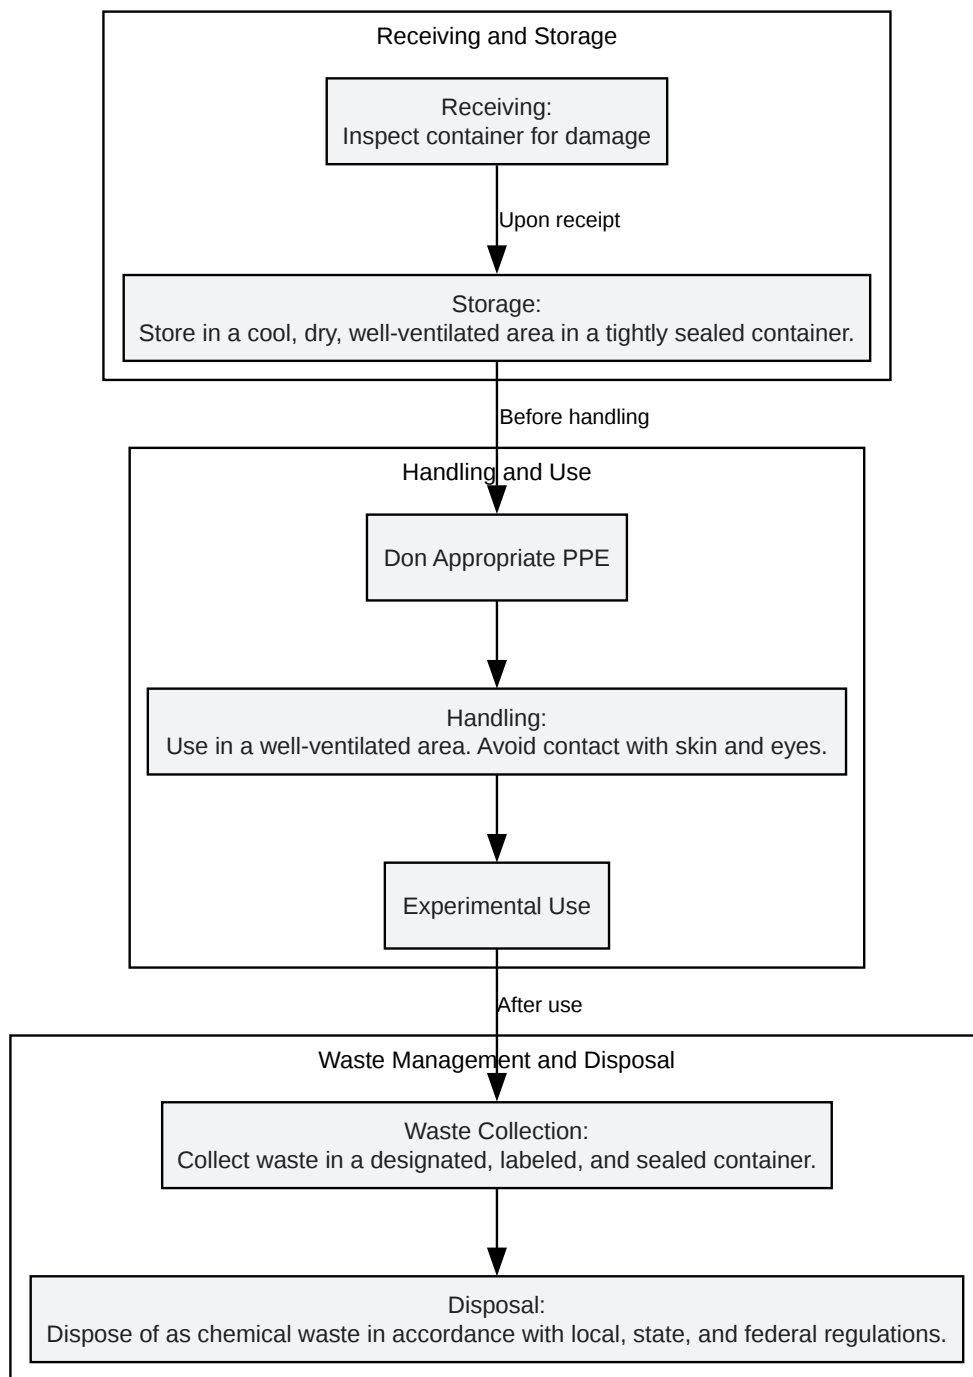 Receiving and Storage
Receiving:
Inspect container for damage
Upon receipt
Storage:
Store in a cool, dry, well-ventilated area in a tightly sealed container.
Before handling
Handling and Use
Don Appropriate PPE
Handling:
Use in a well-ventilated area. Avoid contact with skin and eyes.
Experimental Use
After use
Waste Management and Disposal
Waste Collection:
Collect waste in a designated, labeled, and sealed container.
Disposal:
Dispose of as chemical waste in accordance with local, state, and federal regulations.